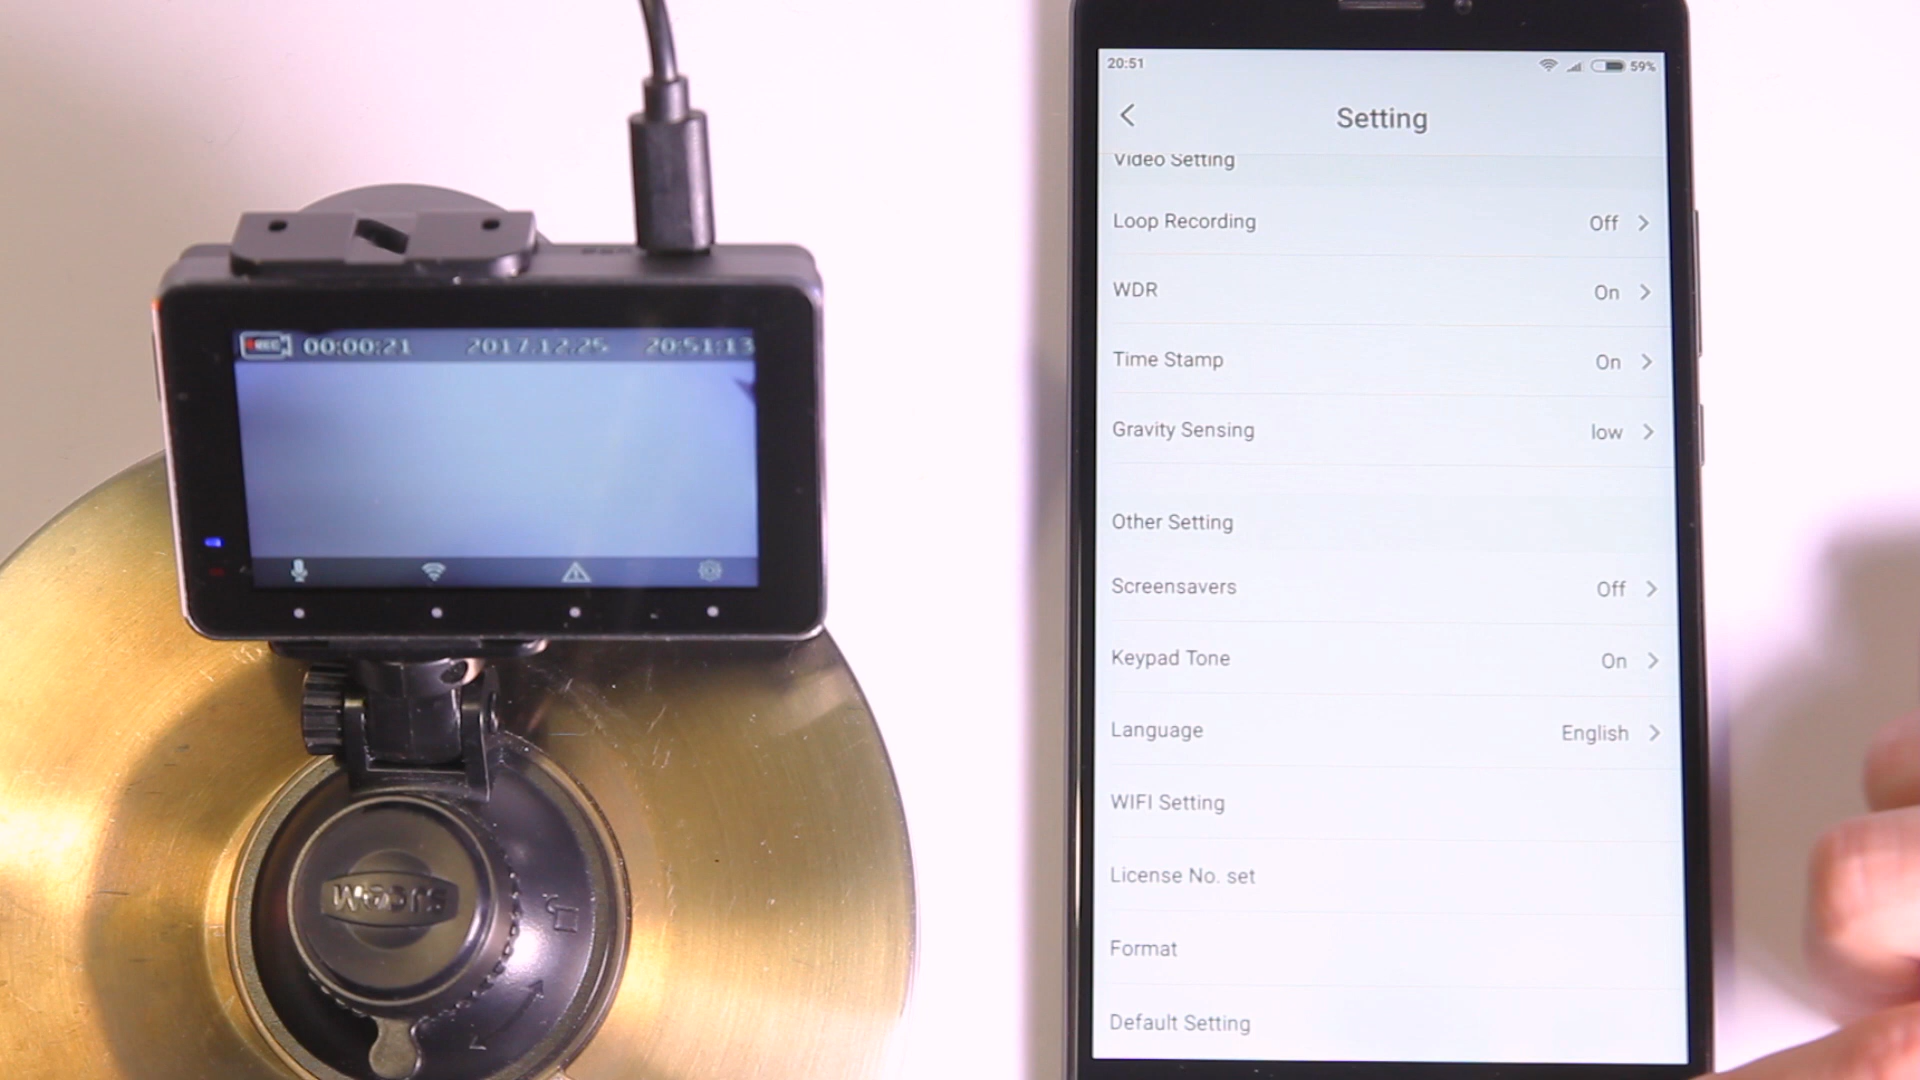 REC 00:00:21 2017.12.25 20:51:13
SJCAM
20:51 59%
Setting
Video Setting
Loop Recording Off
WDR On
Time Stamp On
Gravity Sensing low
Other Setting
Screensavers Off
Keypad Tone On
Language English
WIFI Setting
License No. set
Format
Default Setting